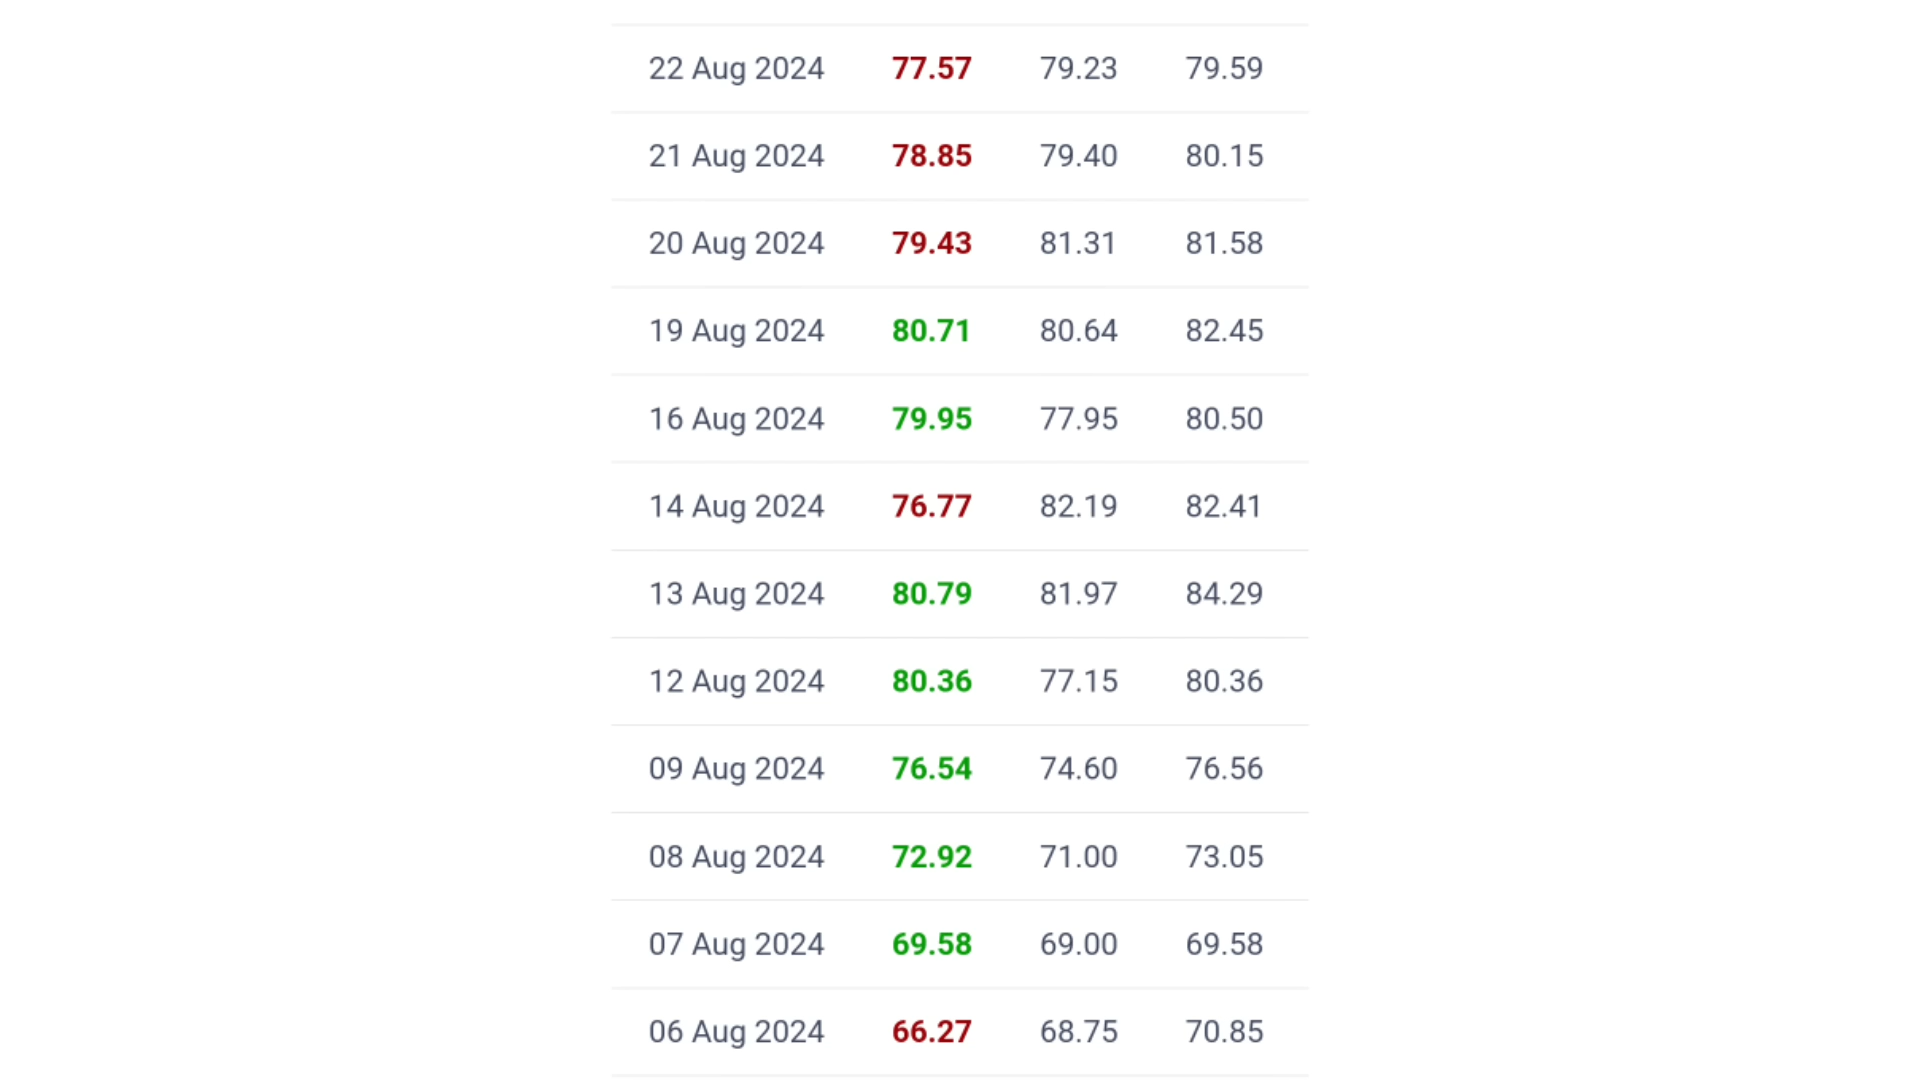 22 Aug 2024 77.57 79.23 79.59
21 Aug 2024 78.85 79.40 80.15
20 Aug 2024 79.43 81.31 81.58
19 Aug 2024 80.71 80.64 82.45
16 Aug 2024 79.95 77.95 80.50
14 Aug 2024 76.77 82.19 82.41
13 Aug 2024 80.79 81.97 84.29
12 Aug 2024 80.36 77.15 80.36
09 Aug 2024 76.54 74.60 76.56
08 Aug 2024 72.92 71.00 73.05
07 Aug 2024 69.58 69.00 69.58
06 Aug 2024 66.27 68.75 70.85